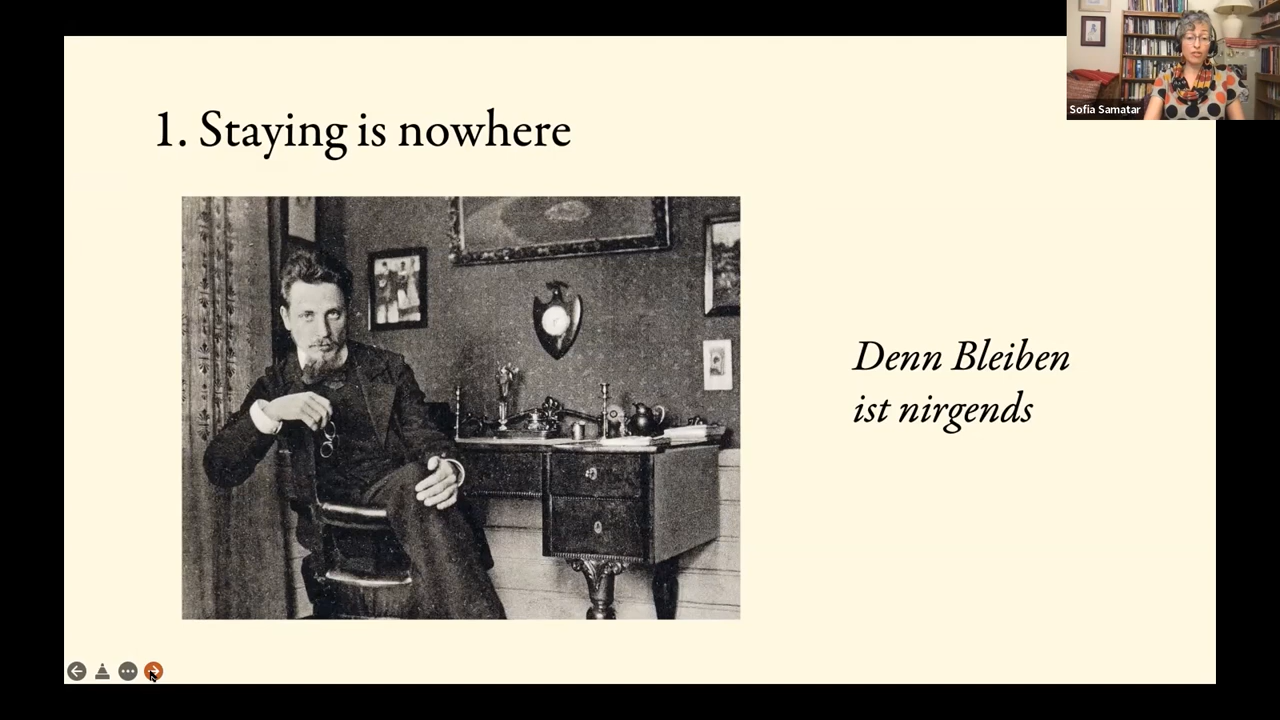 1. Staying is nowhere
Denn Bleiben
ist nirgends
Sofia Samatar